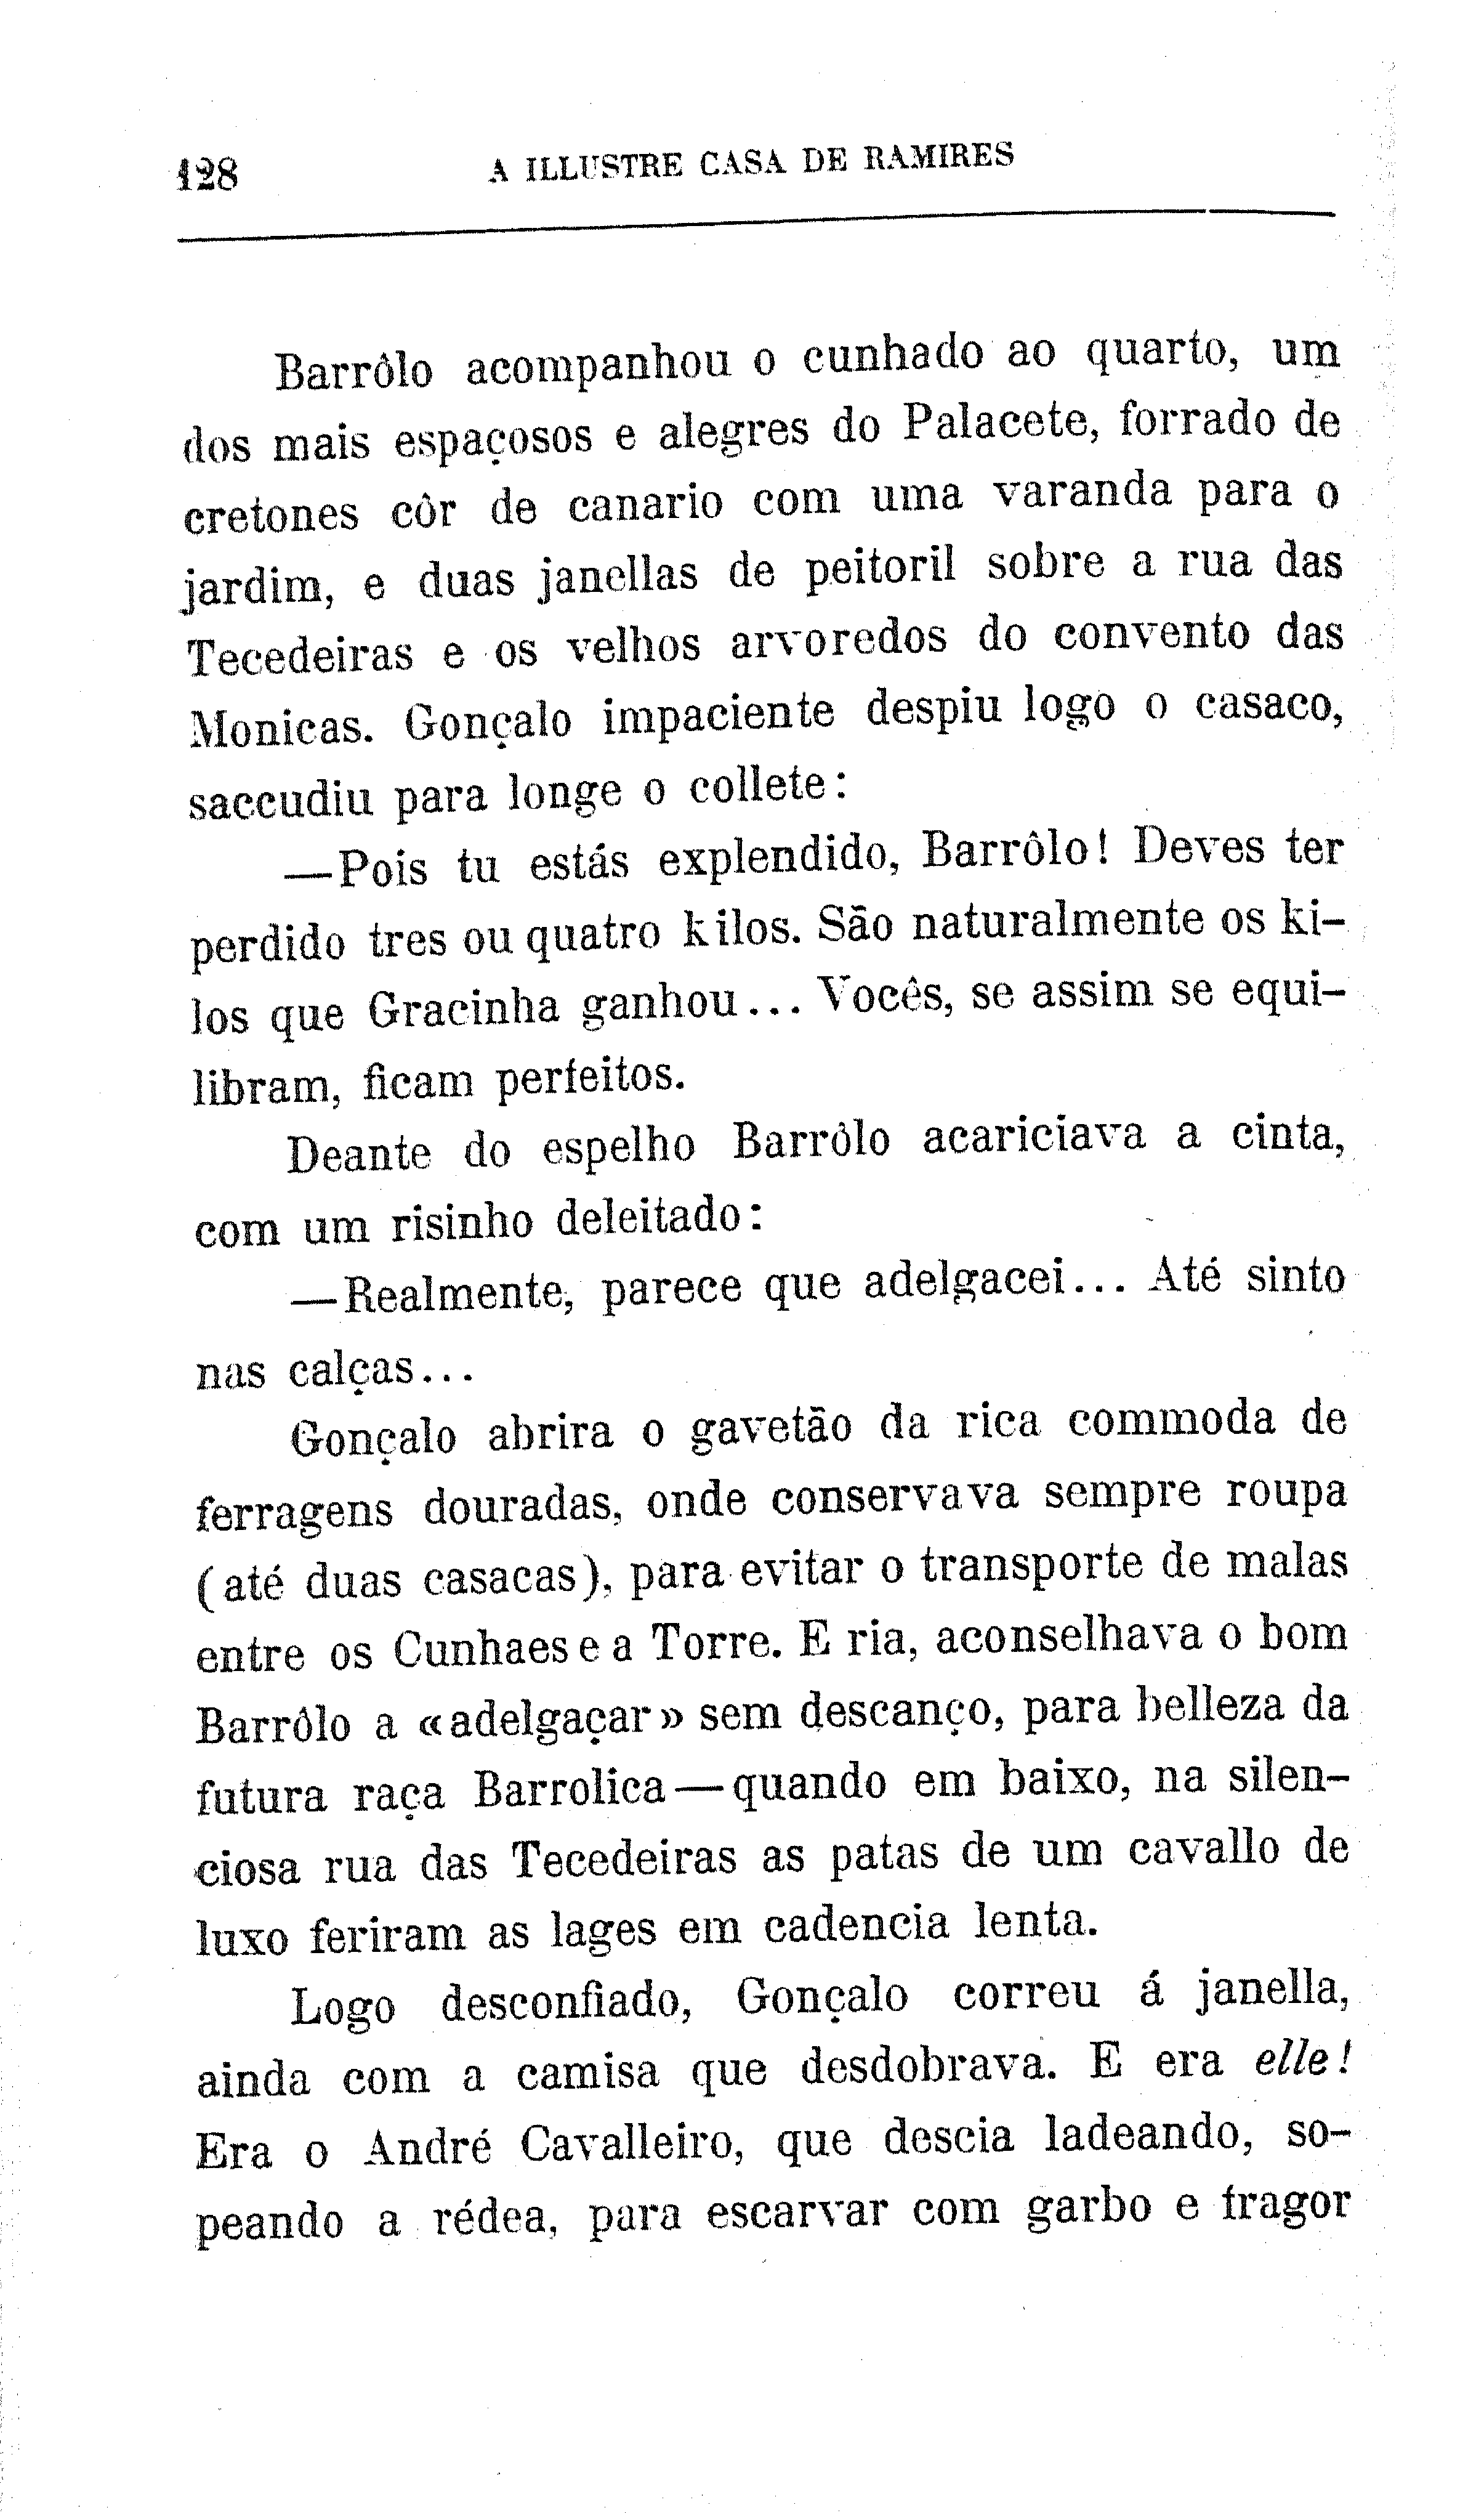 128
A ILLUSTRE CASA DE RAMIRES
Barrôlo acompanhou o cunhado ao quarto, um
dos mais espaçosos e alegres do Palacete, forrado de
cretones côr de canario com uma varanda para o
jardim, e duas janellas de peitoril sobre a rua das
Tecedeiras e os velhos arvoredos do convento das
Monicas. Gonçalo impaciente despiu logo o casaco,
saccudiu para longe o collete:
—Pois tu estás explendido, Barrôlo! Deves ter
perdido tres ou quatro kilos. São naturalmente os ki-
los que Gracinha ganhou... Vocês, se assim se equi-
libram, ficam perfeitos.
Deante do espelho Barrôlo acariciava a cinta,
com um risinho deleitado:
—Realmente, parece que adelgacei... Até sinto
nas calças...
Gonçalo abrira o gavetão da rica commoda de
ferragens douradas, onde conservava sempre roupa
(até duas casacas), para evitar o transporte de malas
entre os Cunhaes e a Torre. E ria, aconselhava o bom
Barrôlo a «adelgaçar» sem descanço, para belleza da
futura raça Barrolica—quando em baixo, na silen-
ciosa rua das Tecedeiras as patas de um cavallo de
luxo feriram as lages em cadencia lenta.
Logo desconfiado, Gonçalo correu á janella,
ainda com a camisa que desdobrava. E era elle!
Era o André Cavalleiro, que descia ladeando, so-
peando a rédea, para escarvar com garbo e fragor